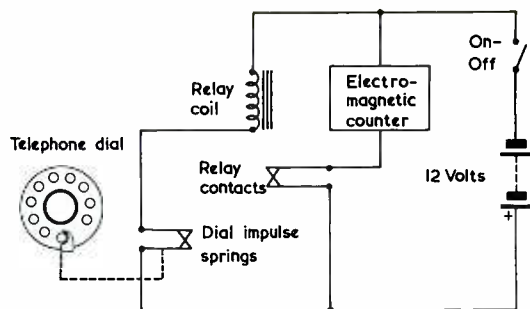 On-
Off
Electro-
magnetic
counter
Relay
coil
Telephone dial
Relay
contacts
12 Volts
+
Dial impulse
springs